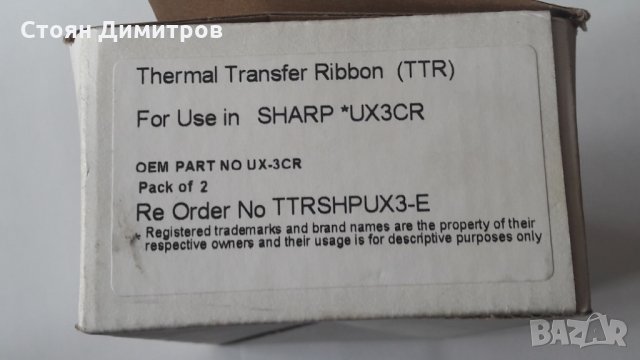 Стоян Димитров
Thermal Transfer Ribbon (TTR)
For Use in SHARP *UX3CR
OEM PART NO UX-3CR
Pack of 2
Re Order No TTRSHPUX3-E
* Registered trademarks and brand names are the property of their
respective owners and their usage is for descriptive purposes only
BAZAR